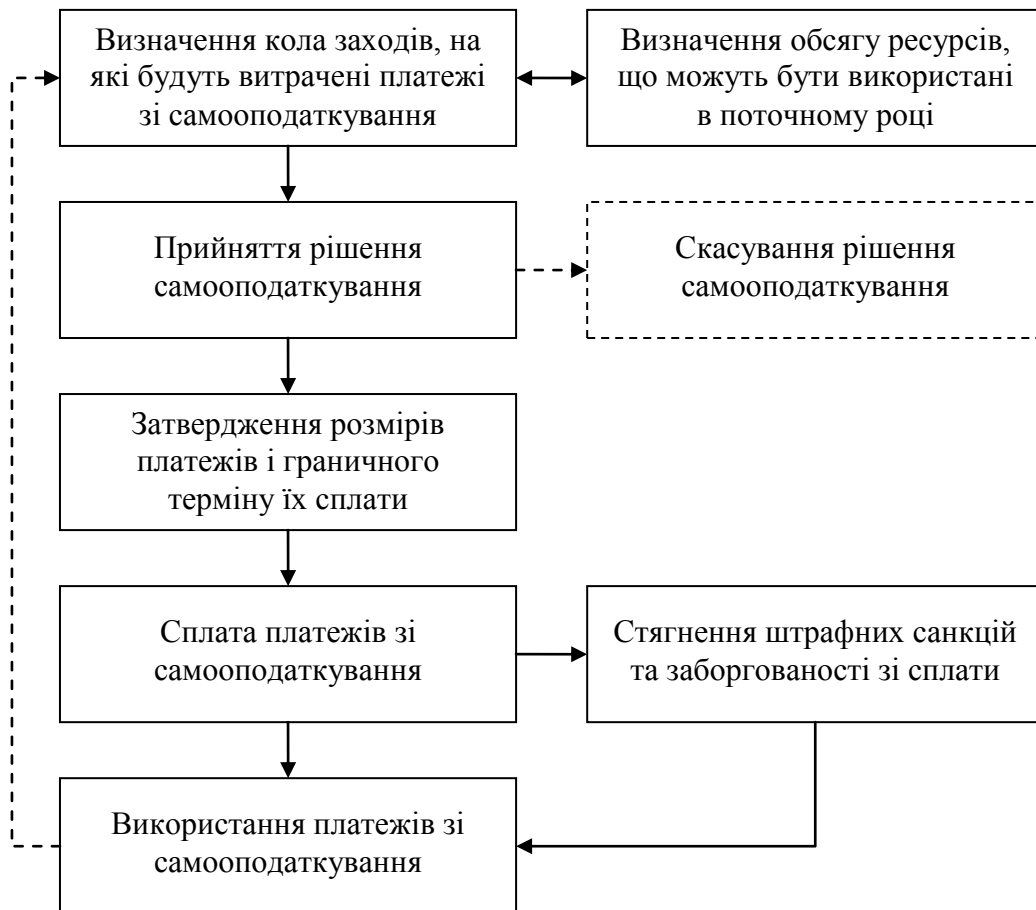 Визначення кола заходів, на
які будуть витрачені платежі
зі самооподаткування
Визначення обсягу ресурсів,
що можуть бути використані
в поточному році
Прийняття рішення
самооподаткування
Скасування рішення
самооподаткування
Затвердження розмірів
платежів і граничного
терміну їх сплати
Сплата платежів зі
самооподаткування
Стягнення штрафних санкцій
та заборгованості зі сплати
Використання платежів зі
самооподаткування